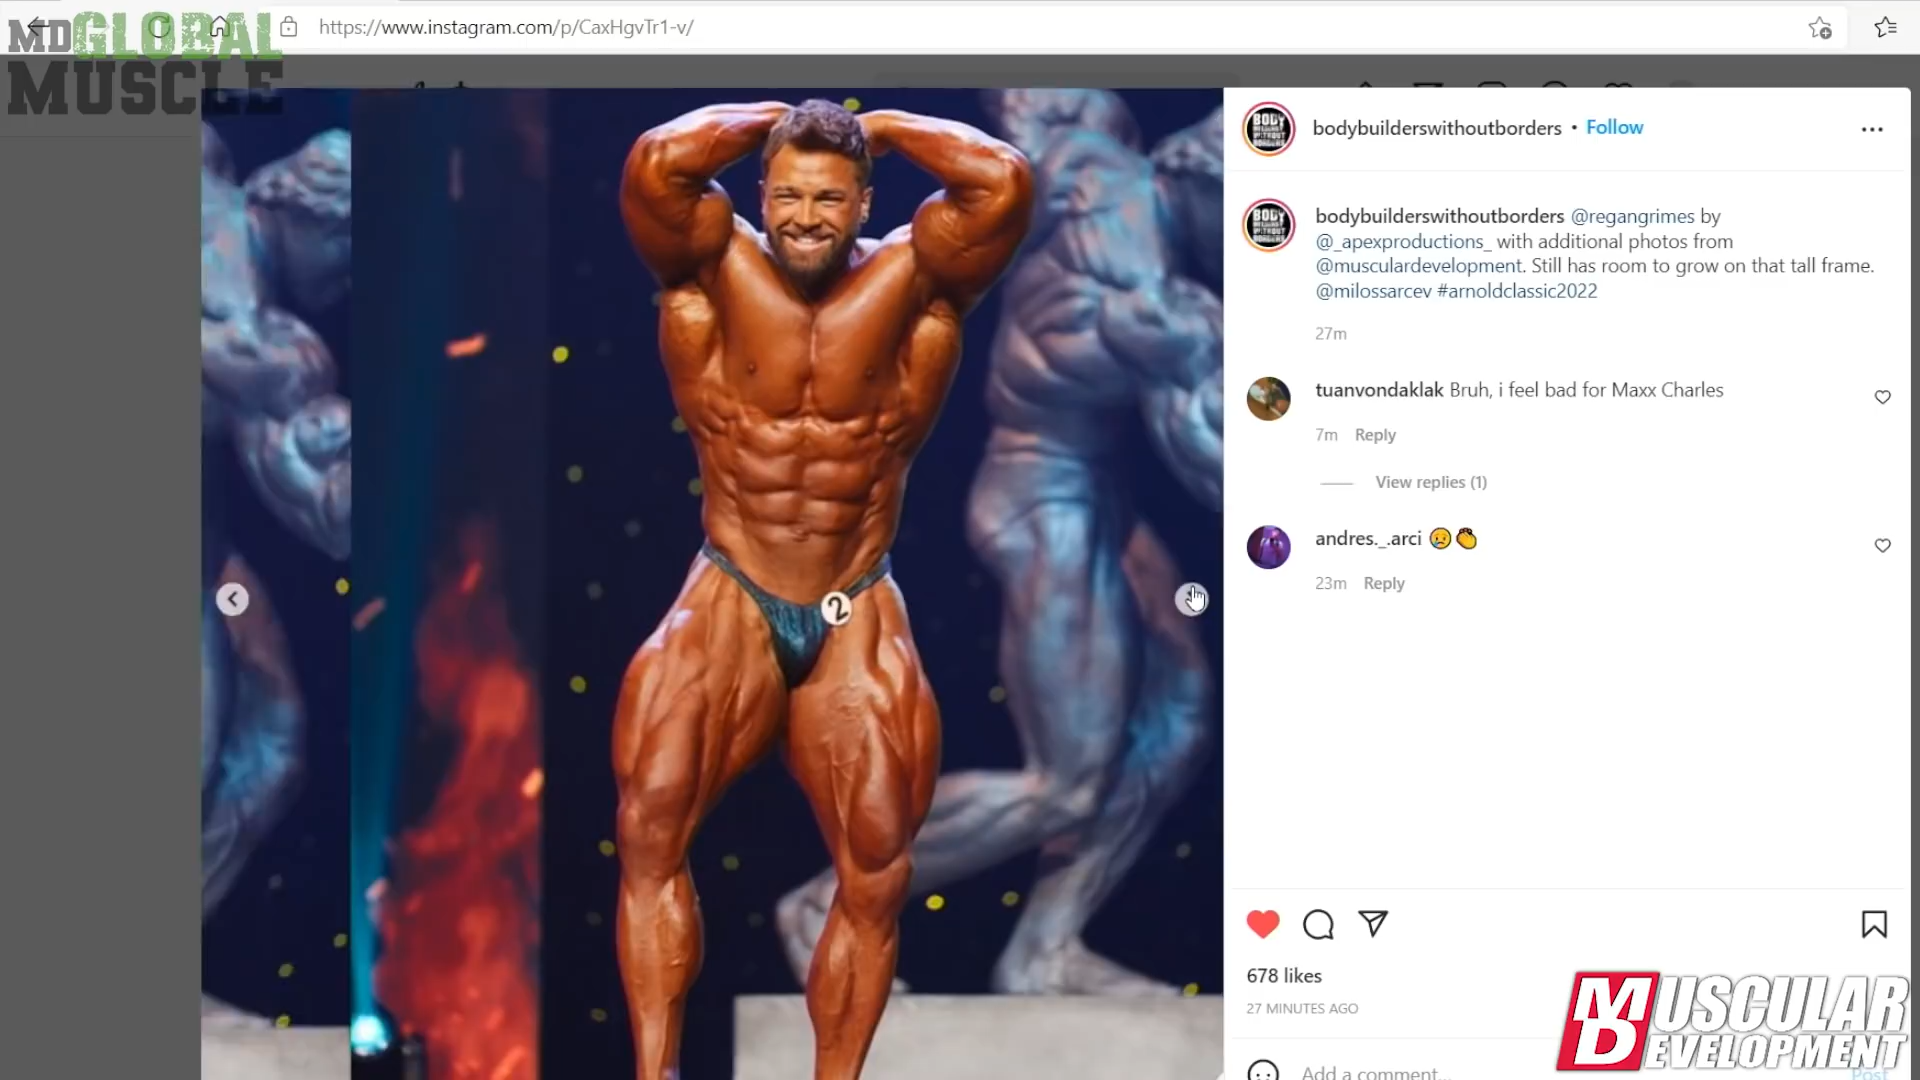 https://www.instagram.com/p/CaxHgvTr1-v/
MD GLOBAL
MUSCLE
bodybuilderswithoutborders • Follow
bodybuilderswithoutborders @regangrimes by
@_apexproductions_ with additional photos from
@musculardevelopment. Still has room to grow on that tall frame.
@milossarcev #arnoldclassic2022
27m
tuanvondaklak Bruh, i feel bad for Maxx Charles
7m Reply
View replies (1)
andres._.arci 😢👏
23m Reply
2
678 likes
27 MINUTES AGO
Add a comment...
Post
MUSCULAR
DEVELOPMENT